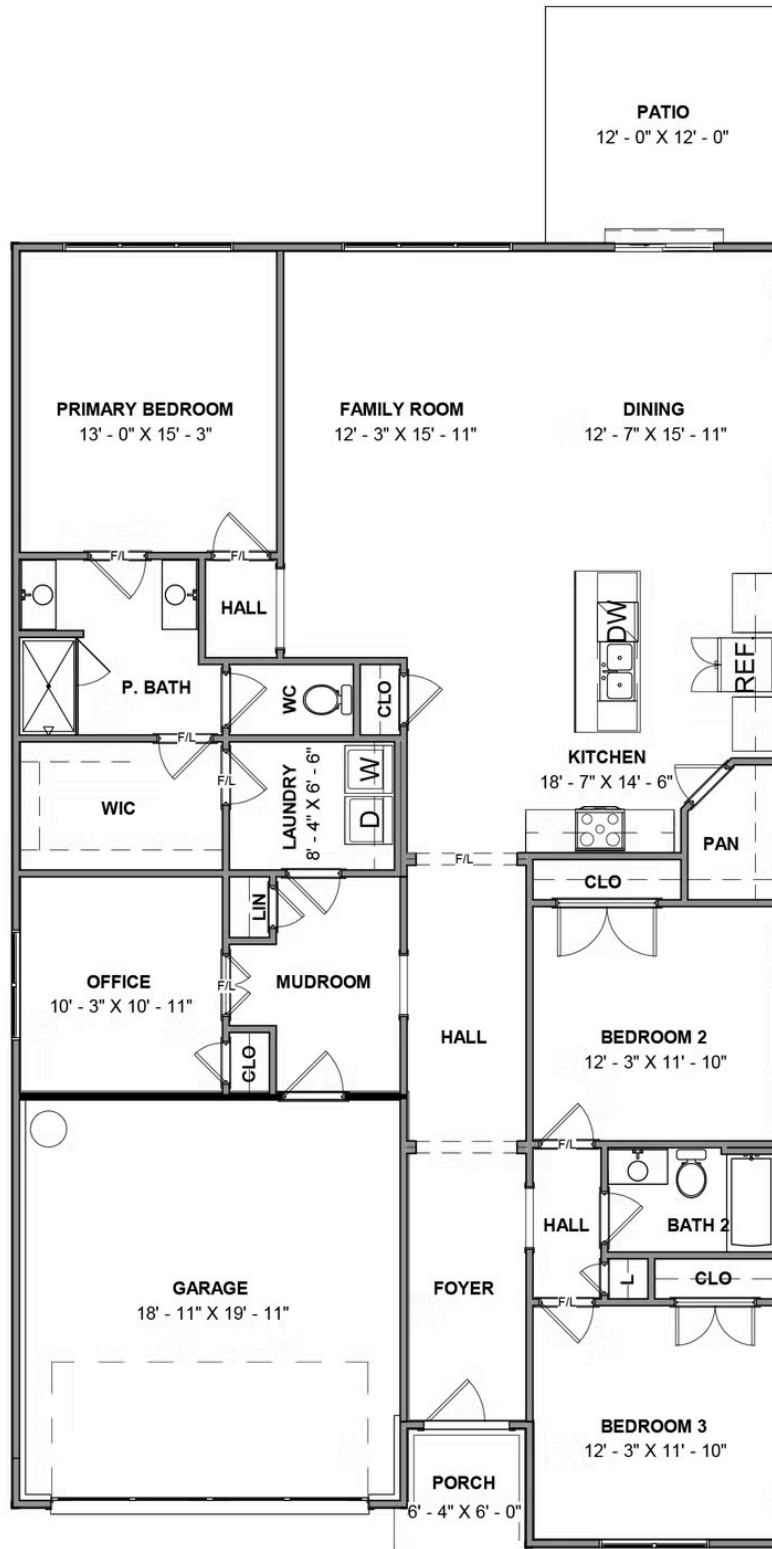 PATIO
12' - 0" X 12' - 0"
PRIMARY BEDROOM
13' - 0" X 15' - 3"
FAMILY ROOM
12' - 3" X 15' - 11"
DINING
12' - 7" X 15' - 11"
F/L
F/L
HALL
DW
REF
P. BATH
WC
CLO
F/L
KITCHEN
18' - 7" X 14' - 6"
WIC
F/L
LAUNDRY
8' - 4" X 6' - 6"
W
D
PAN
F/L
CLO
LIN
OFFICE
10' - 3" X 10' - 11"
F/L
MUDROOM
HALL
BEDROOM 2
12' - 3" X 11' - 10"
CLO
F/L
HALL
BATH 2
GARAGE
18' - 11" X 19' - 11"
FOYER
L
CLO
F/L
BEDROOM 3
12' - 3" X 11' - 10"
PORCH
6' - 4" X 6' - 0"